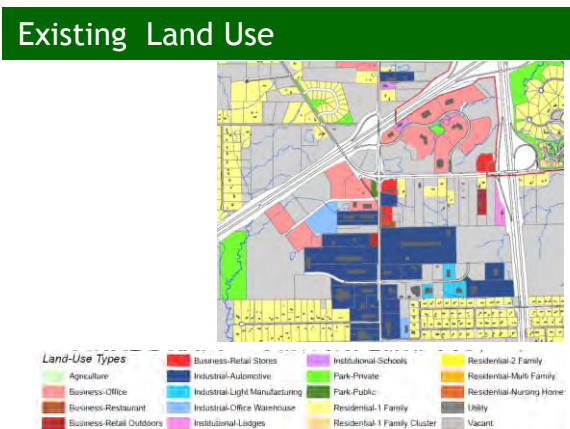 Existing Land Use
Land-Use Types
Agriculture
Business-Office
Business-Restaurant
Business-Retail Outdoors
Business-Retail Stores
Industrial-Automotive
Industrial-Light Manufacturing
Industrial-Office Warehouse
Institutional-Lodges
Institutional-Schools
Park-Private
Park-Public
Residential-1 Family
Residential-1 Family Cluster
Residential-2 Family
Residential-Multi Family
Residential-Nursing Home
Utility
Vacant